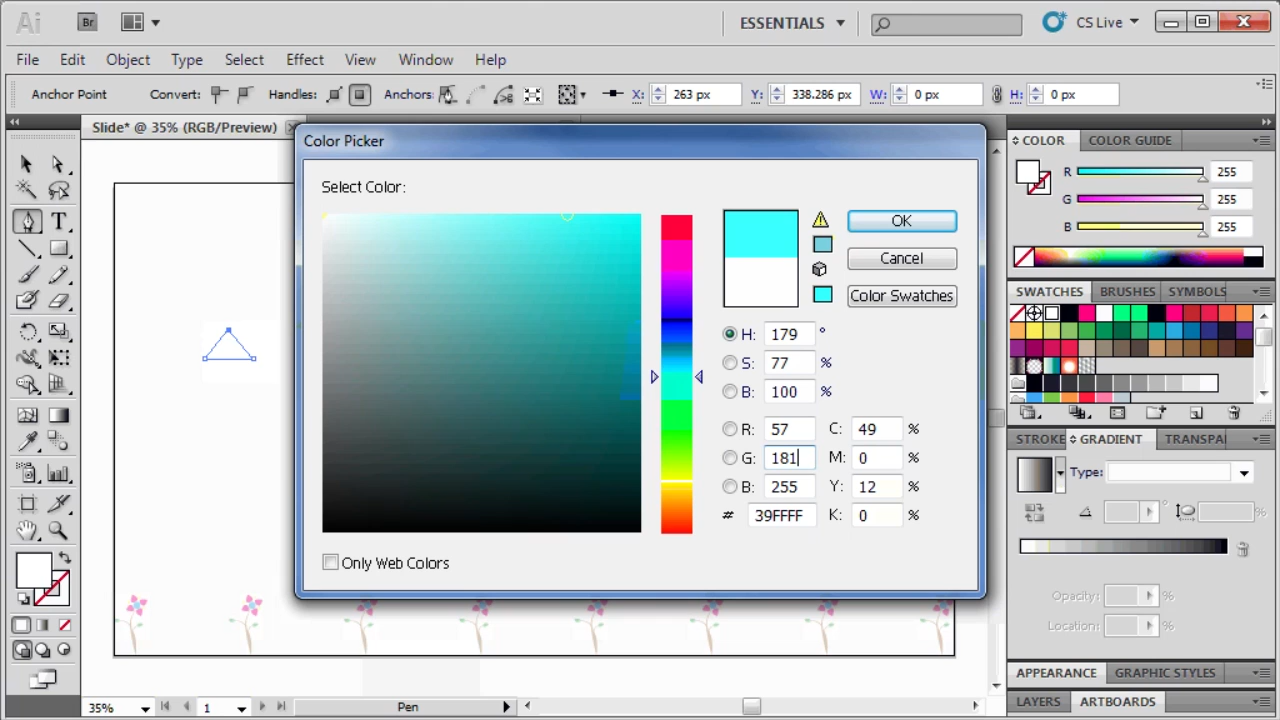 Ai Br ESSENTIALS CS Live
File Edit Object Type Select Effect View Window Help
Anchor Point Convert: Handles: Anchors: X: 263 px Y: 338.286 px W: 0 px H: 0 px
Slide* @ 35% (RGB/Preview)
Color Picker
Select Color:
OK
Cancel
Color Swatches
H: 179 °
S: 77 %
B: 100 %
R: 57 C: 49 %
G: 181 M: 0 %
B: 255 Y: 12 %
# 39FFFF K: 0 %
Only Web Colors
COLOR COLOR GUIDE
R 255
G 255
B 255
SWATCHES BRUSHES SYMBOLS
STROKE GRADIENT TRANSPA
Type:
°
%
Opacity: %
Location: %
APPEARANCE GRAPHIC STYLES
LAYERS ARTBOARDS
T
35% 1 Pen